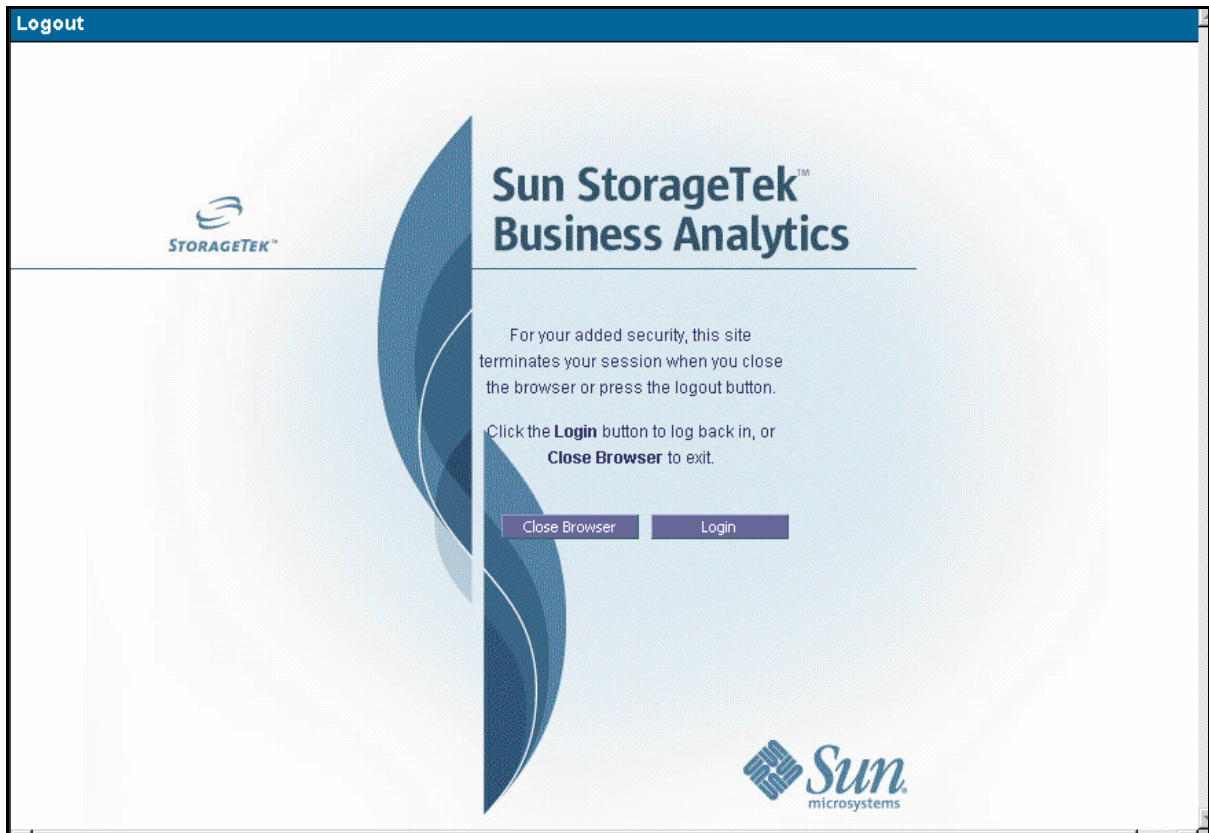 Logout
Sun StorageTek™
Business Analytics
STORAGETEK™
For your added security, this site
terminates your session when you close
the browser or press the logout button.
Click the Login button to log back in, or
Close Browser to exit.
Close Browser
Login
Sun
microsystems